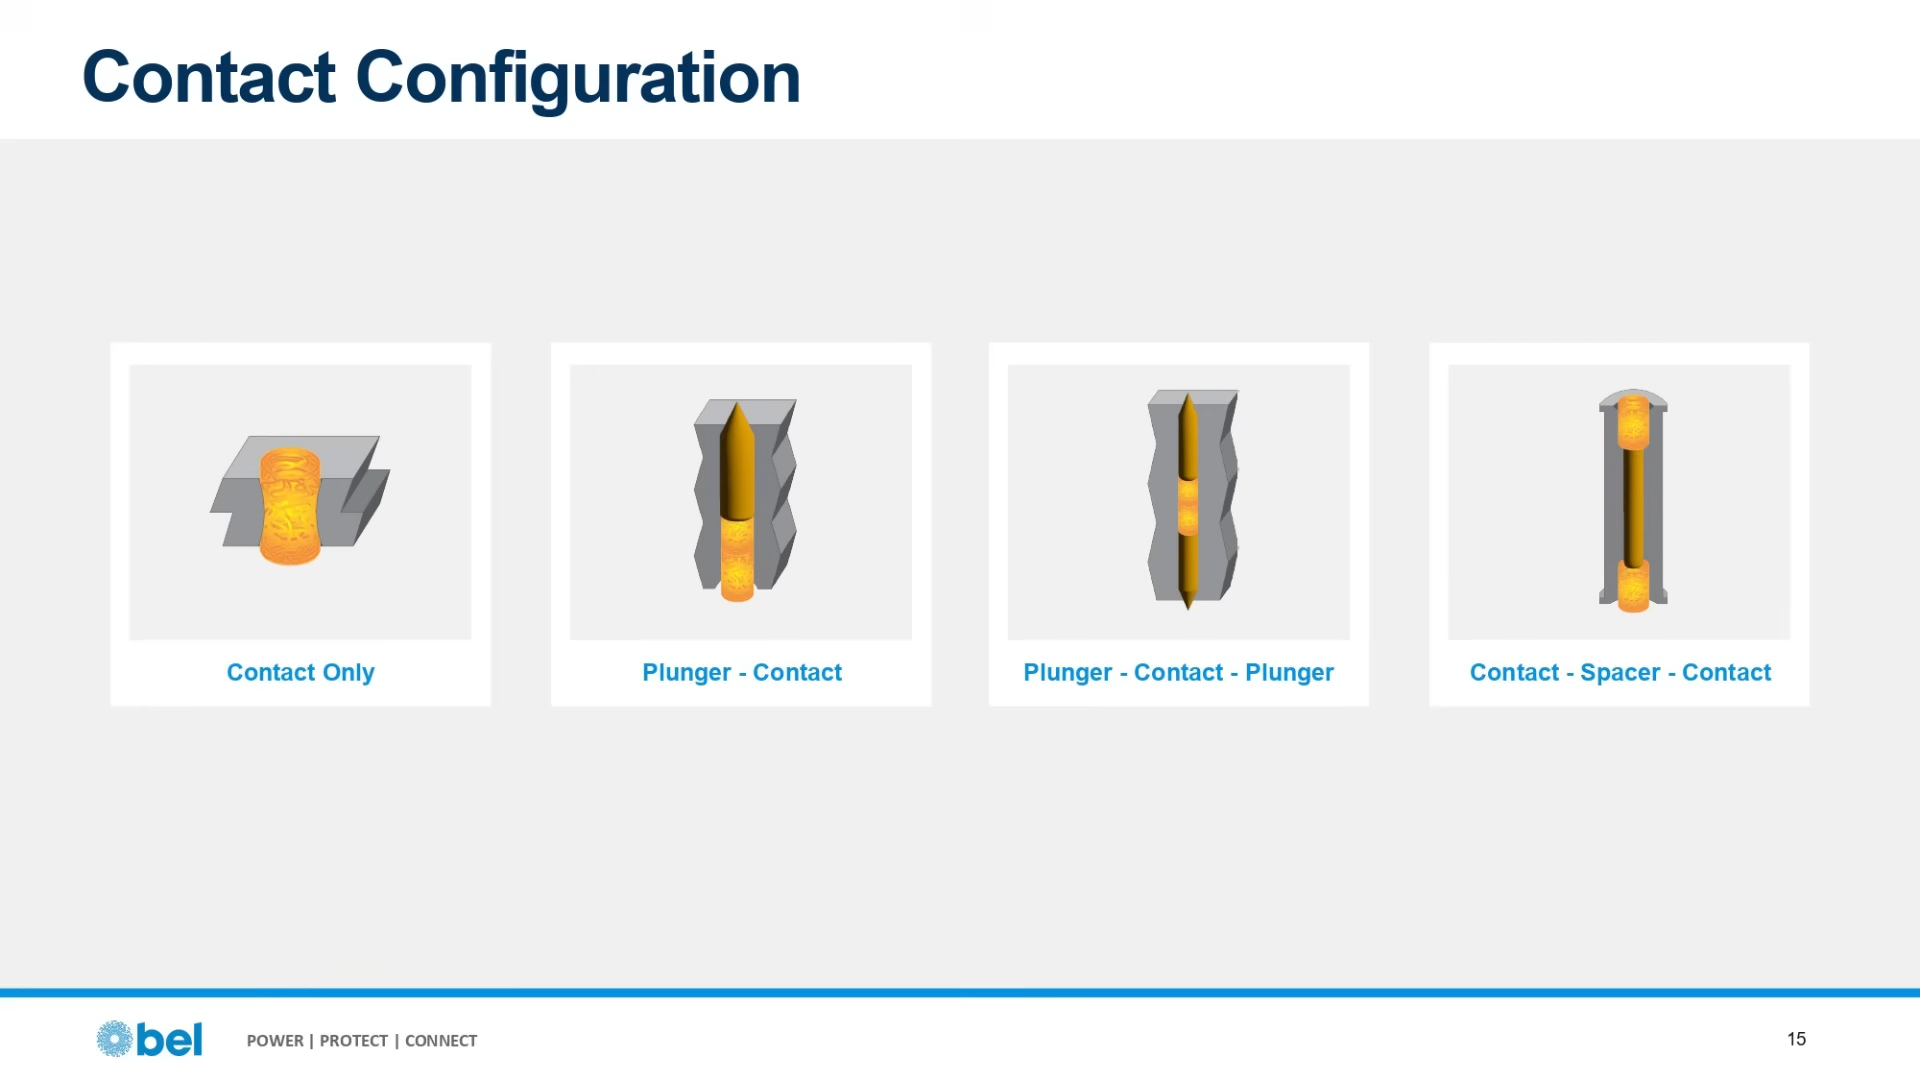 Contact Configuration
Contact Only
Plunger - Contact
Plunger - Contact - Plunger
Contact - Spacer - Contact
bel
POWER | PROTECT | CONNECT
15